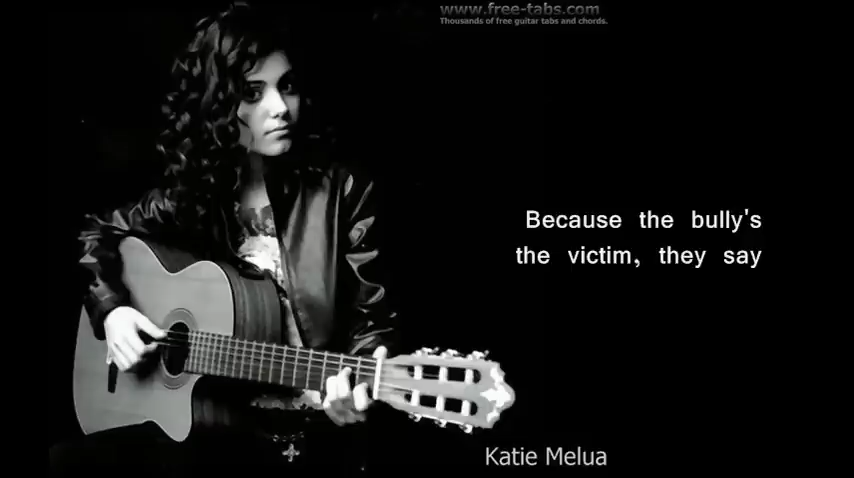 www.free-tabs.com
Thousands of free guitar tabs and chords.
Because the bully's
the victim, they say
Katie Melua